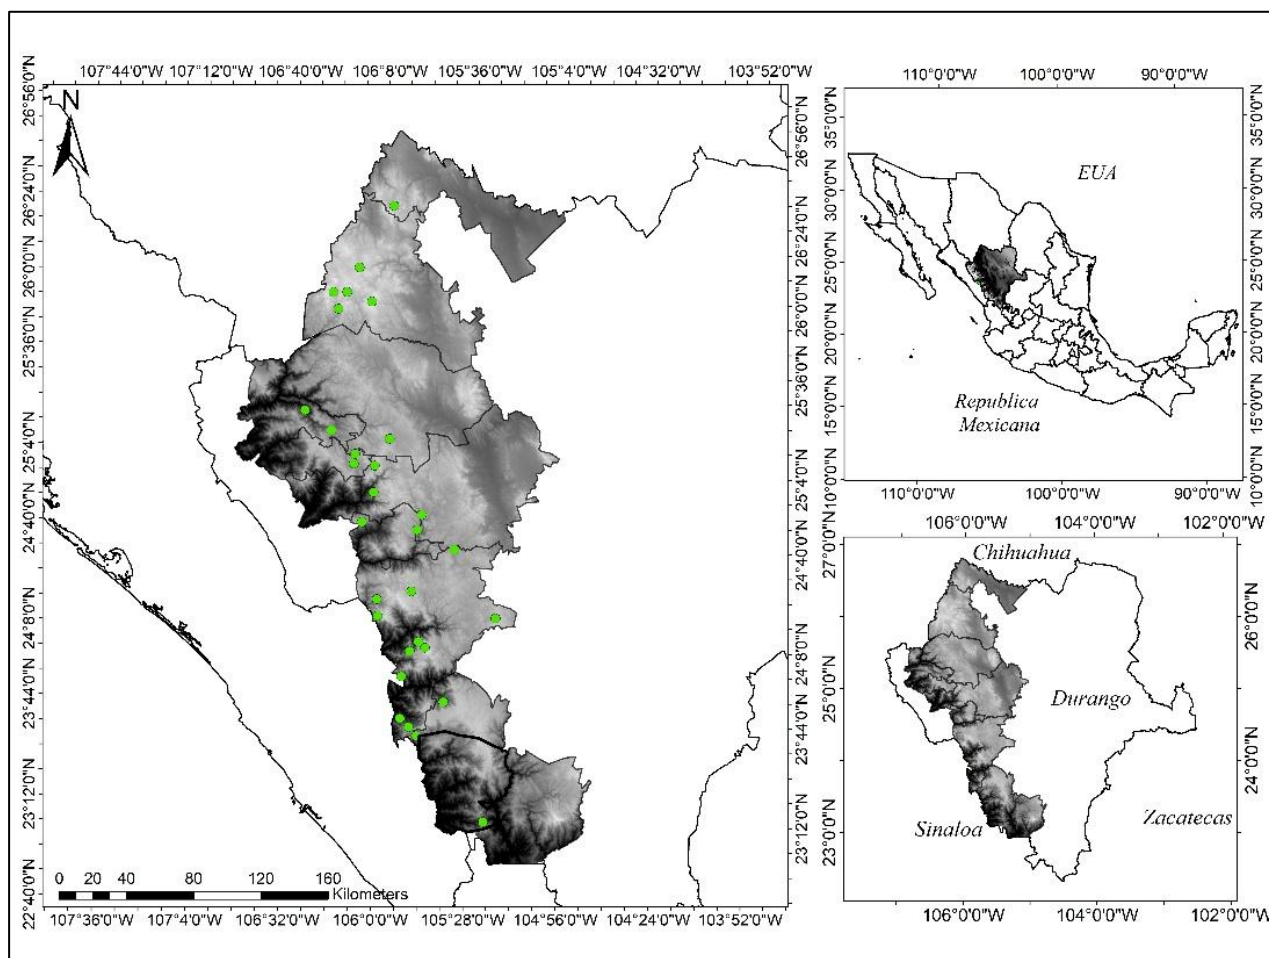 107°44'0"W 107°12'0"W 106°40'0"W 106°8'0"W 105°36'0"W 105°4'0"W 104°32'0"W 103°52'0"W
N
26°56'0"N
26°24'0"N
26°0'0"N
25°36'0"N
25°4'0"N
24°40'0"N
24°8'0"N
23°44'0"N
23°12'0"N
22°40'0"N
26°56'0"N
26°24'0"N
26°0'0"N
25°36'0"N
25°4'0"N
24°40'0"N
24°8'0"N
23°44'0"N
23°12'0"N
0 20 40 80 120 160
Kilometers
107°36'0"W 107°4'0"W 106°32'0"W 106°0'0"W 105°28'0"W 104°56'0"W 104°24'0"W 103°52'0"W
110°0'0"W 100°0'0"W 90°0'0"W
35°0'0"N
30°0'0"N
25°0'0"N
20°0'0"N
15°0'0"N
10°0'0"N
EUA
Republica
Mexicana
35°0'0"N
30°0'0"N
25°0'0"N
20°0'0"N
15°0'0"N
10°0'0"N
110°0'0"W 100°0'0"W 90°0'0"W
106°0'0"W 104°0'0"W 102°0'0"W
27°0'0"N
25°0'0"N
23°0'0"N
Chihuahua
Durango
Sinaloa
Zacatecas
26°0'0"N
24°0'0"N
106°0'0"W 104°0'0"W 102°0'0"W